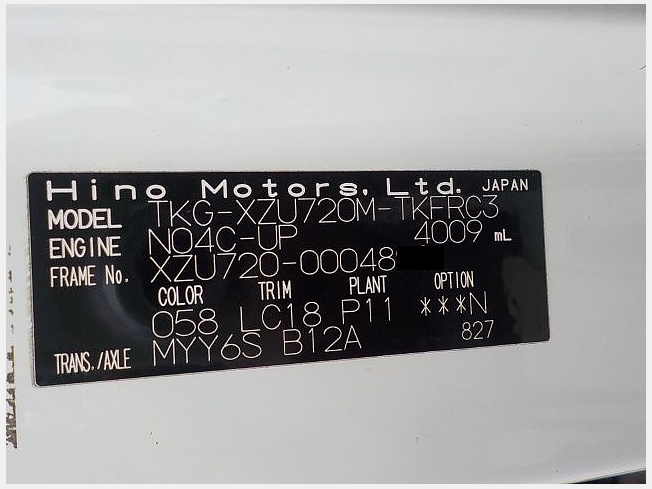 Hino Motors, Ltd. JAPAN
MODEL TKG-XZU720M-TKFRC3
ENGINE N04C-UP 4009 mL
FRAME No. XZU720-00048
COLOR TRIM PLANT OPTION
058 LC18 P11 ***N
TRANS./AXLE MYY6S B12A 827